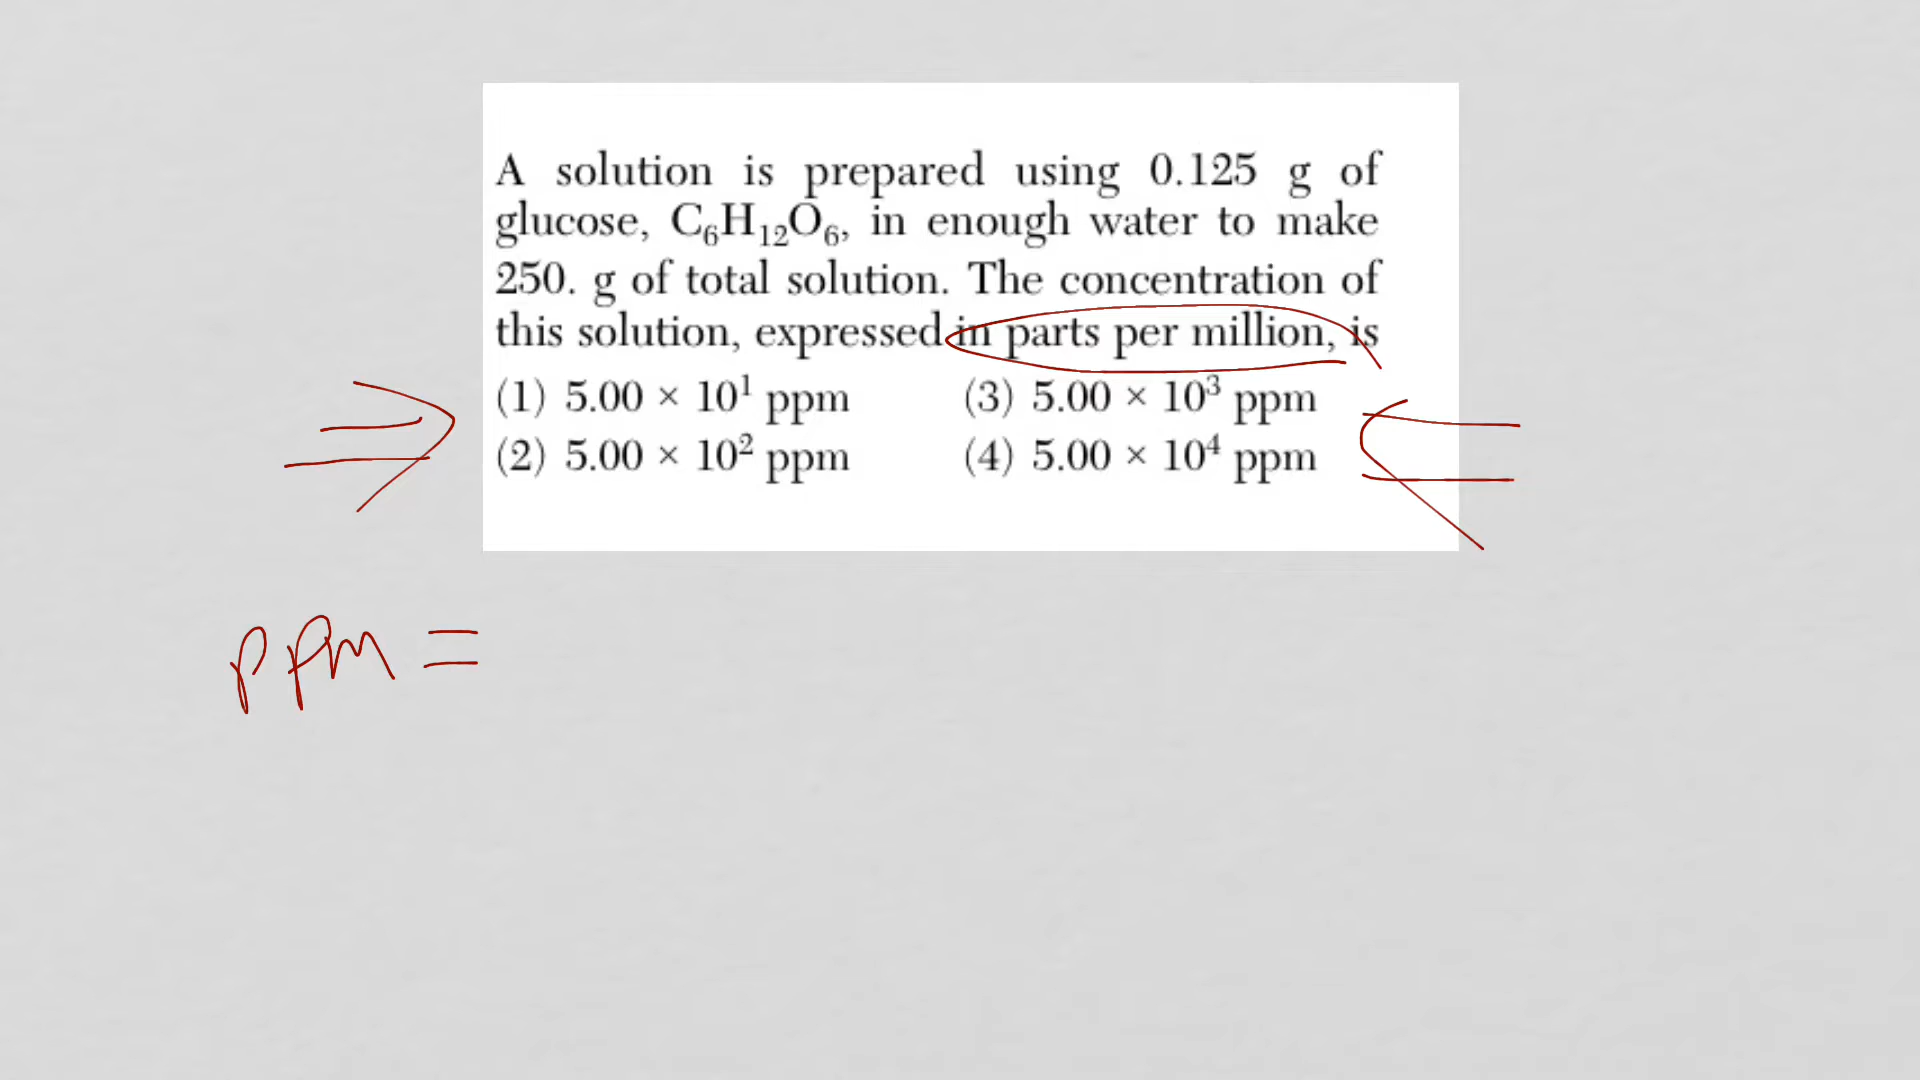 A solution is prepared using 0.125 g of
glucose, C₆H₁₂O₆, in enough water to make
250. g of total solution. The concentration of
this solution, expressed in parts per million, is
(1) 5.00 × 10¹ ppm (3) 5.00 × 10³ ppm
(2) 5.00 × 10² ppm (4) 5.00 × 10⁴ ppm
ppm =